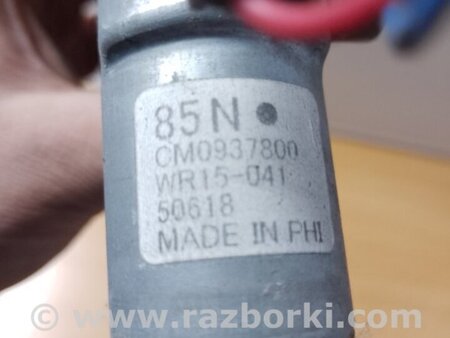 85N ●
CM0937800
WR15-041
50618
MADE IN PHI
© www.razborki.com